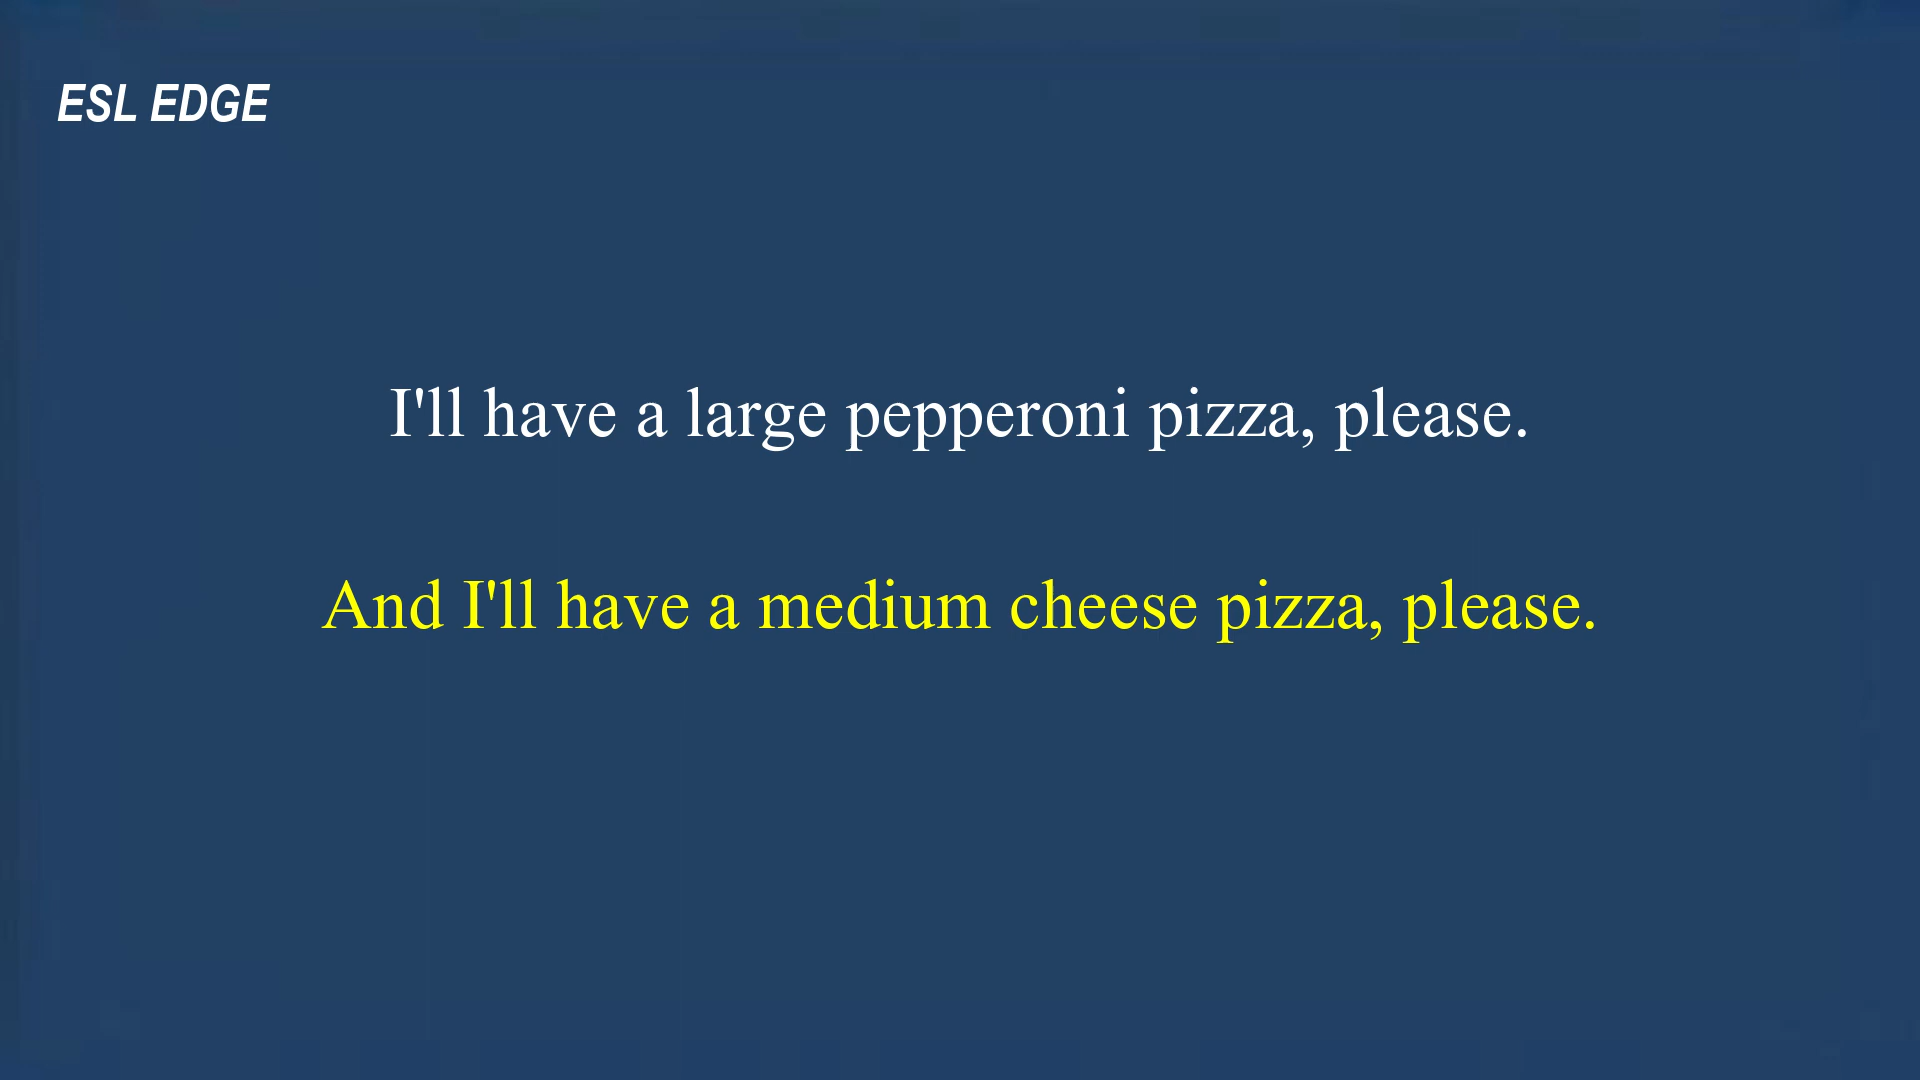 ESL EDGE
I'll have a large pepperoni pizza, please.
And I'll have a medium cheese pizza, please.